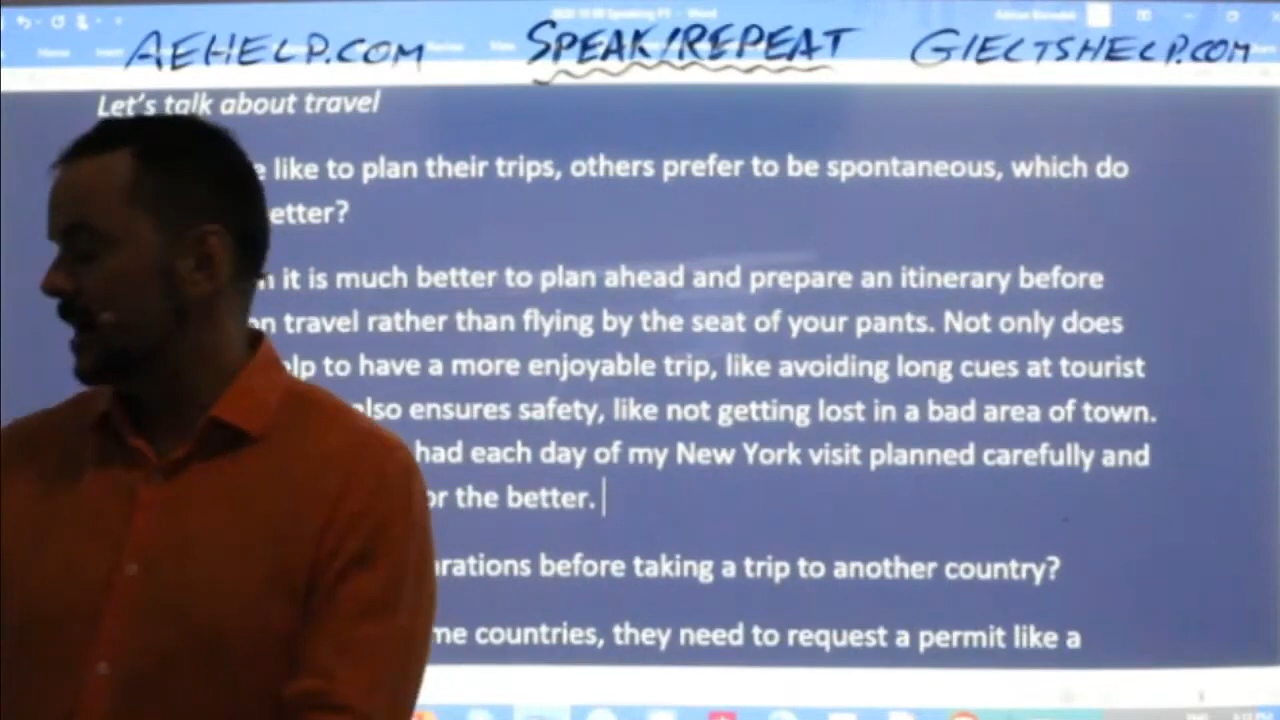 AEHELP.COM SPEAK/REPEAT GIELTSHELP.COM
Let's talk about travel
like to plan their trips, others prefer to be spontaneous, which do
etter?
it is much better to plan ahead and prepare an itinerary before
on travel rather than flying by the seat of your pants. Not only does
lp to have a more enjoyable trip, like avoiding long cues at tourist
also ensures safety, like not getting lost in a bad area of town.
had each day of my New York visit planned carefully and
or the better.
arations before taking a trip to another country?
me countries, they need to request a permit like a